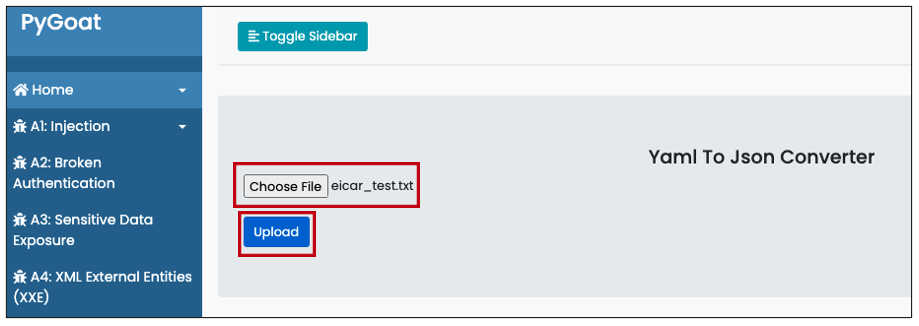 PyGoat
Toggle Sidebar
Home
A1: Injection
A2: Broken
Authentication
A3: Sensitive Data
Exposure
A4: XML External Entities
(XXE)
Yaml To Json Converter
Choose File eicar_test.txt
Upload